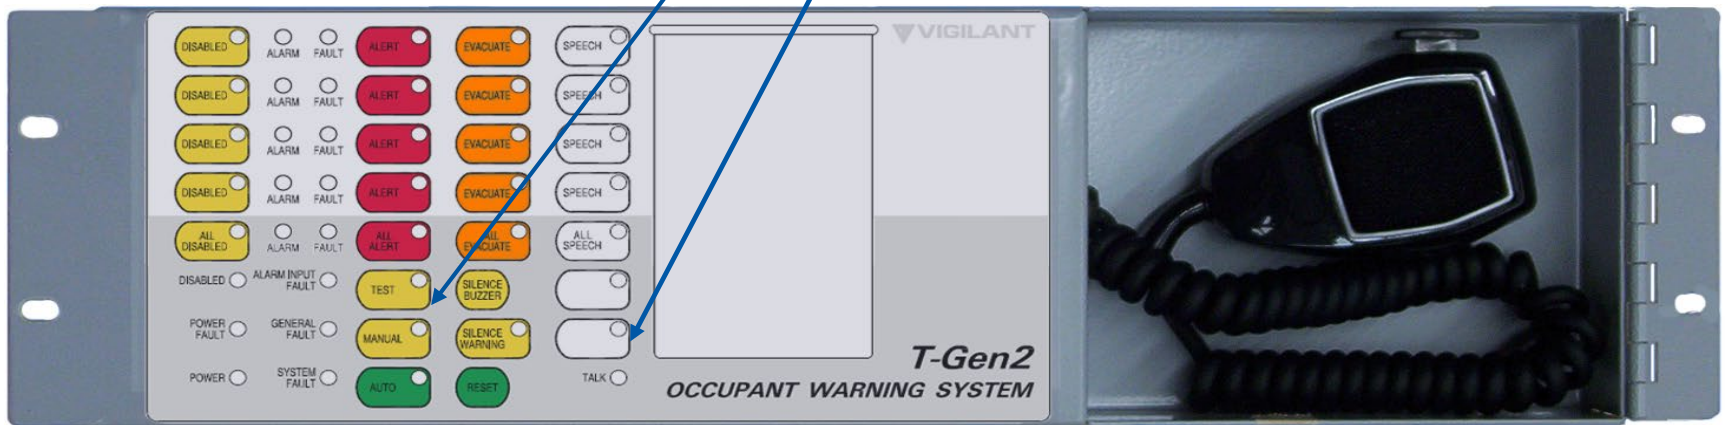 VIGILANT
DISABLED ALARM FAULT ALERT EVACUATE SPEECH
DISABLED ALARM FAULT ALERT EVACUATE SPEECH
DISABLED ALARM FAULT ALERT EVACUATE SPEECH
DISABLED ALARM FAULT ALERT EVACUATE SPEECH
ALL DISABLED ALARM FAULT ALL ALERT ALL EVACUATE ALL SPEECH
DISABLED ALARM INPUT FAULT TEST SILENCE BUZZER
POWER FAULT GENERAL FAULT MANUAL SILENCE WARNING
POWER SYSTEM FAULT AUTO RESET TALK
T-Gen2
OCCUPANT WARNING SYSTEM